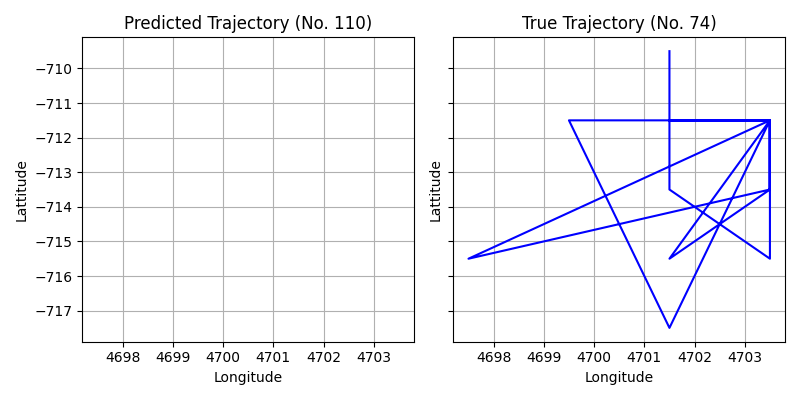 Predicted Trajectory (No. 110)
True Trajectory (No. 74)
−710
−711
−712
−713
−714
−715
−716
−717
Lattitude
Lattitude
4698 4699 4700 4701 4702 4703
4698 4699 4700 4701 4702 4703
Longitude
Longitude